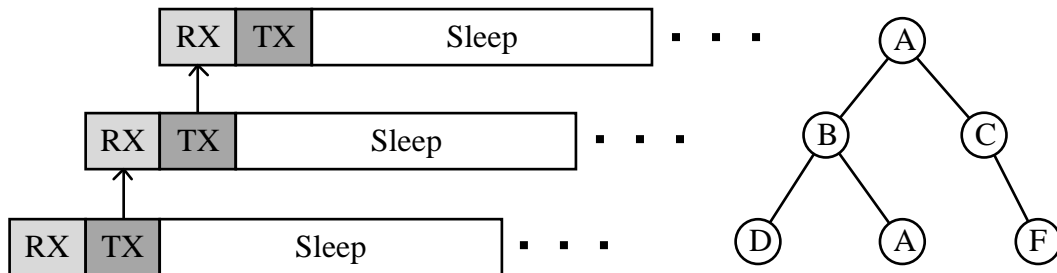 RX TX Sleep A
RX TX Sleep B C
RX TX Sleep D A F